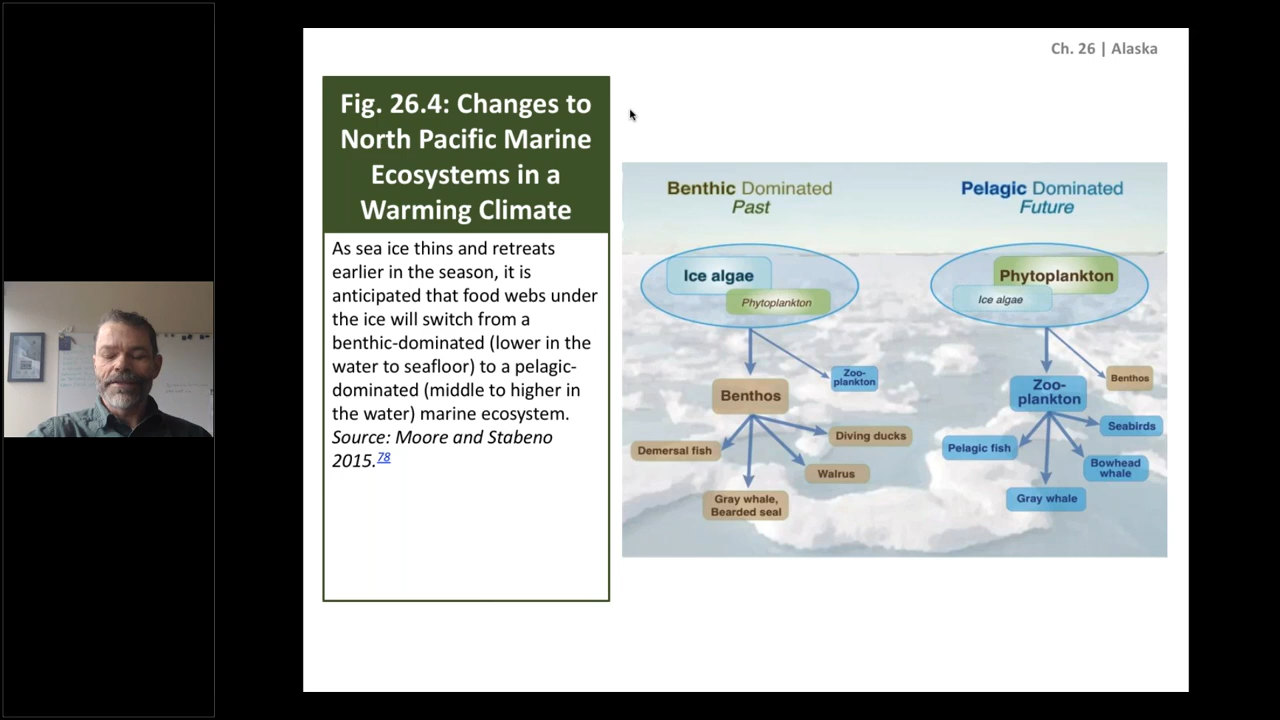 Ch. 26 | Alaska
Fig. 26.4: Changes to
North Pacific Marine
Ecosystems in a
Warming Climate
As sea ice thins and retreats
earlier in the season, it is
anticipated that food webs under
the ice will switch from a
benthic-dominated (lower in the
water to seafloor) to a pelagic-
dominated (middle to higher in
the water) marine ecosystem.
Source: Moore and Stabeno
2015.78
Benthic Dominated
Past
Ice algae
Phytoplankton
Zoo-
plankton
Benthos
Diving ducks
Demersal fish
Walrus
Gray whale,
Bearded seal
Pelagic Dominated
Future
Phytoplankton
Ice algae
Benthos
Zoo-
plankton
Seabirds
Pelagic fish
Bowhead
whale
Gray whale